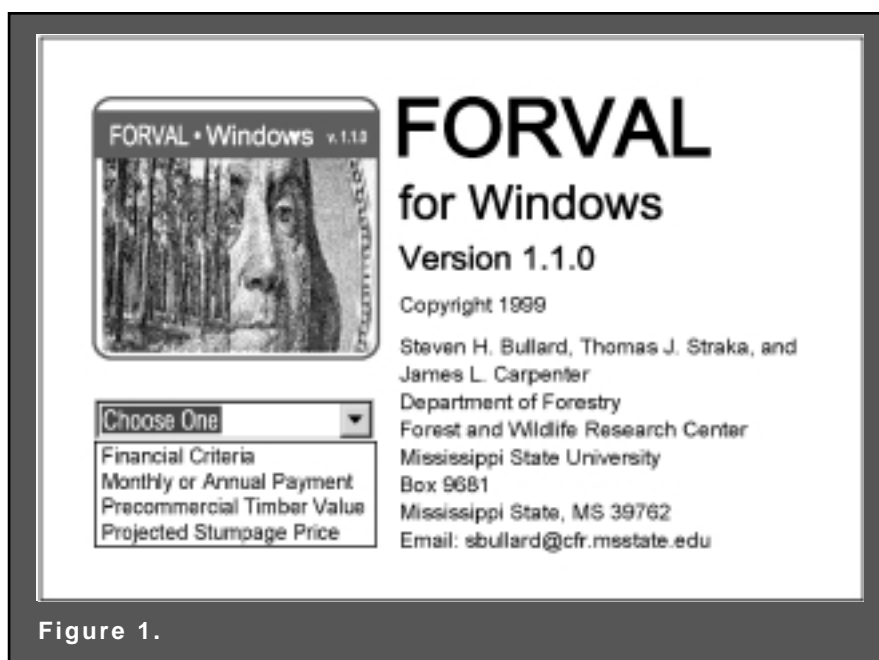 FORVAL • Windows v. 1.1.0
Choose One
Financial Criteria
Monthly or Annual Payment
Precommercial Timber Value
Projected Stumpage Price
FORVAL
for Windows
Version 1.1.0
Copyright 1999
Steven H. Bullard, Thomas J. Straka, and
James L. Carpenter
Department of Forestry
Forest and Wildlife Research Center
Mississippi State University
Box 9681
Mississippi State, MS 39762
Email: sbullard@cfr.msstate.edu
Figure 1.